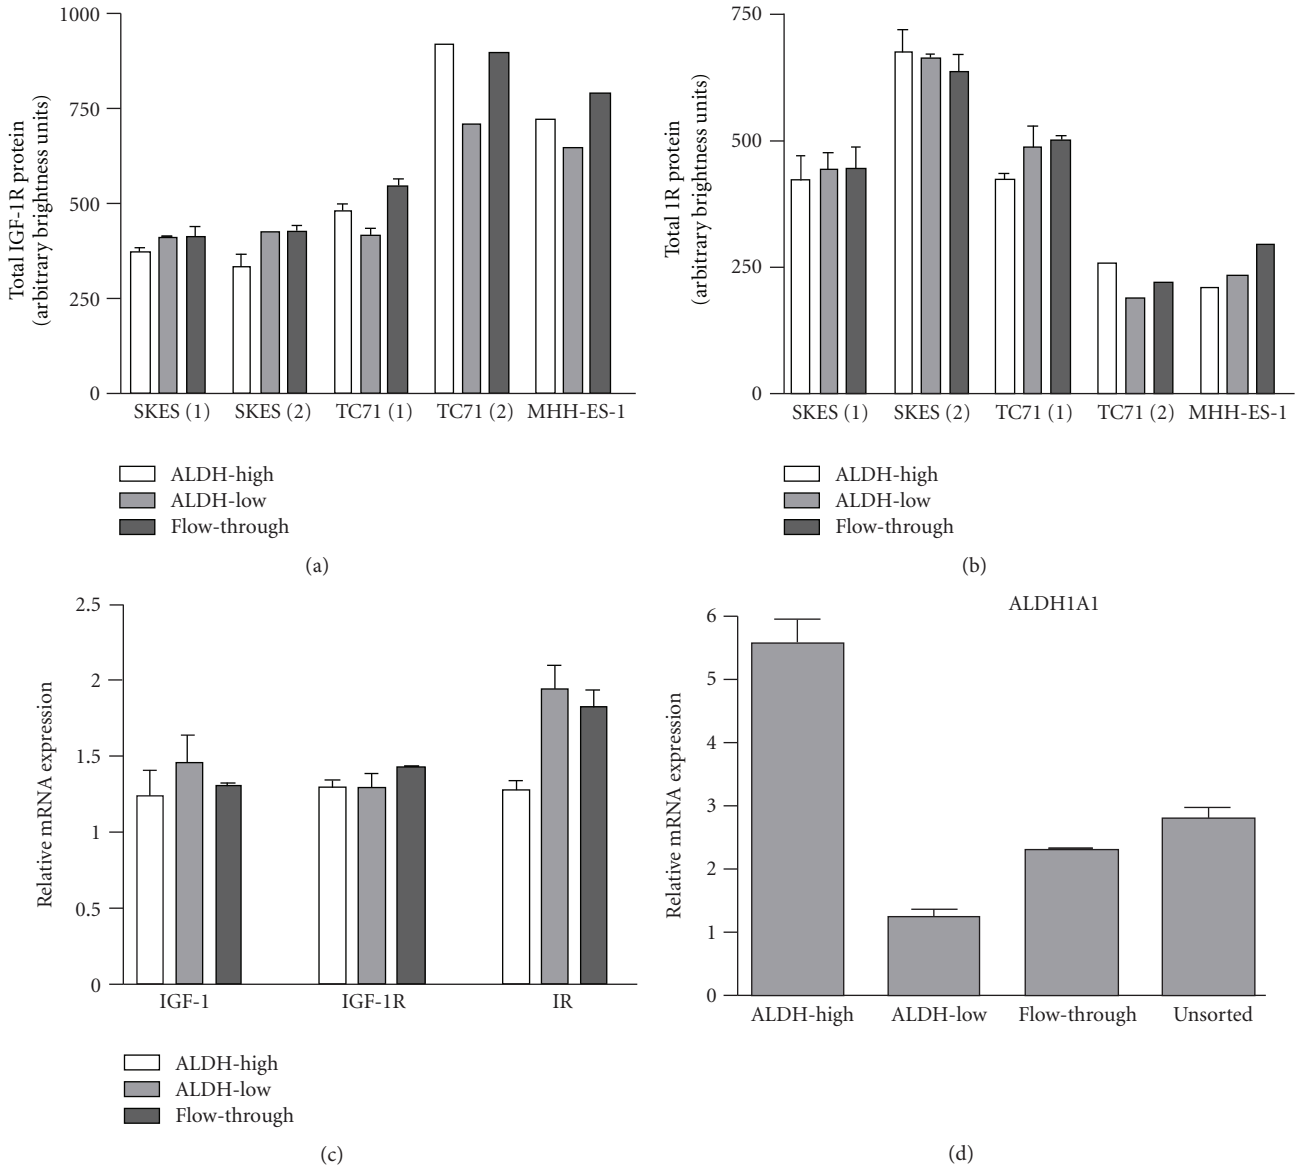 1000
750
500
250
0
Total IGF-1R protein
(arbitrary brightness units)
SKES (1)
SKES (2)
TC71 (1)
TC71 (2)
MHH-ES-1
ALDH-high
ALDH-low
Flow-through
(a)
750
500
250
0
Total 1R protein
(arbitrary brightness units)
SKES (1)
SKES (2)
TC71 (1)
TC71 (2)
MHH-ES-1
ALDH-high
ALDH-low
Flow-through
(b)
2.5
2
1.5
1
0.5
0
Relative mRNA expression
IGF-1
IGF-1R
IR
ALDH-high
ALDH-low
Flow-through
(c)
ALDH1A1
6
5
4
3
2
1
0
Relative mRNA expression
ALDH-high
ALDH-low
Flow-through
Unsorted
(d)